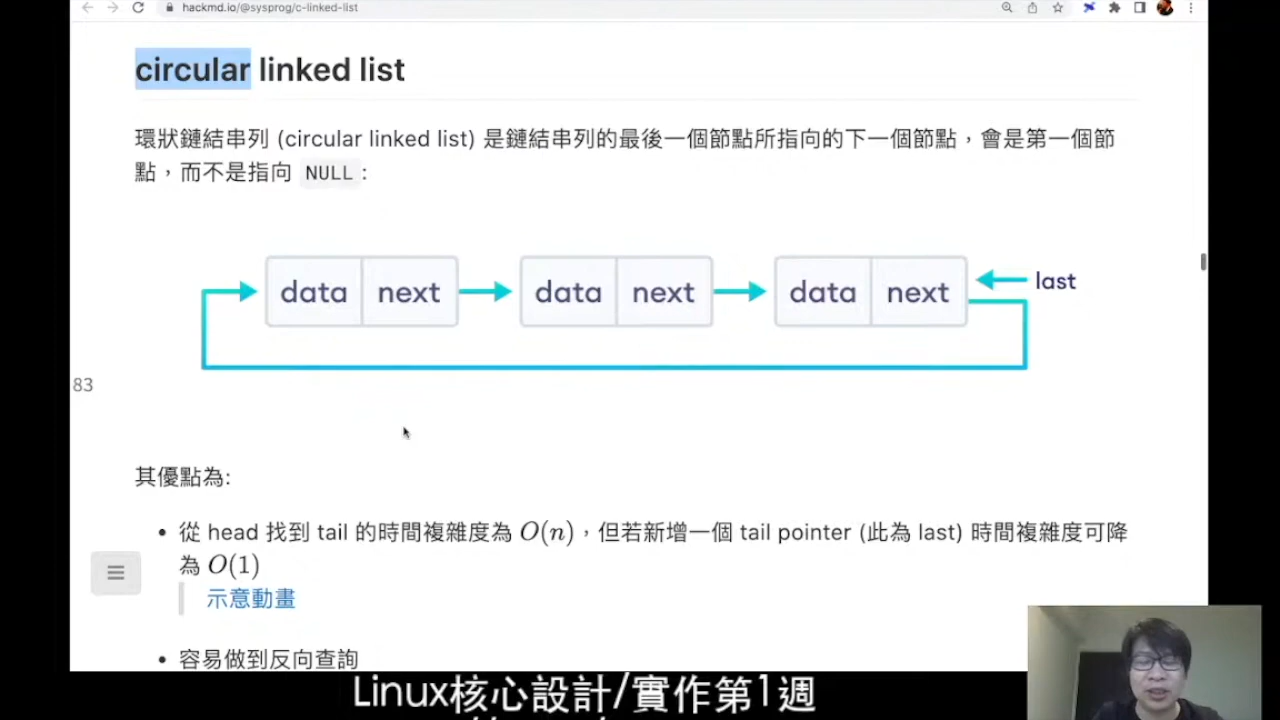 hackmd.io/@sysprog/c-linked-list
circular linked list
環狀鏈結串列 (circular linked list) 是鏈結串列的最後一個節點所指向的下一個節點，會是第一個節
點，而不是指向 NULL :
data next data next data next last
83
其優點為:
• 從 head 找到 tail 的時間複雜度為 O(n)，但若新增一個 tail pointer (此為 last) 時間複雜度可降
為 O(1)
示意動畫
• 容易做到反向查詢
Linux核心設計/實作第1週